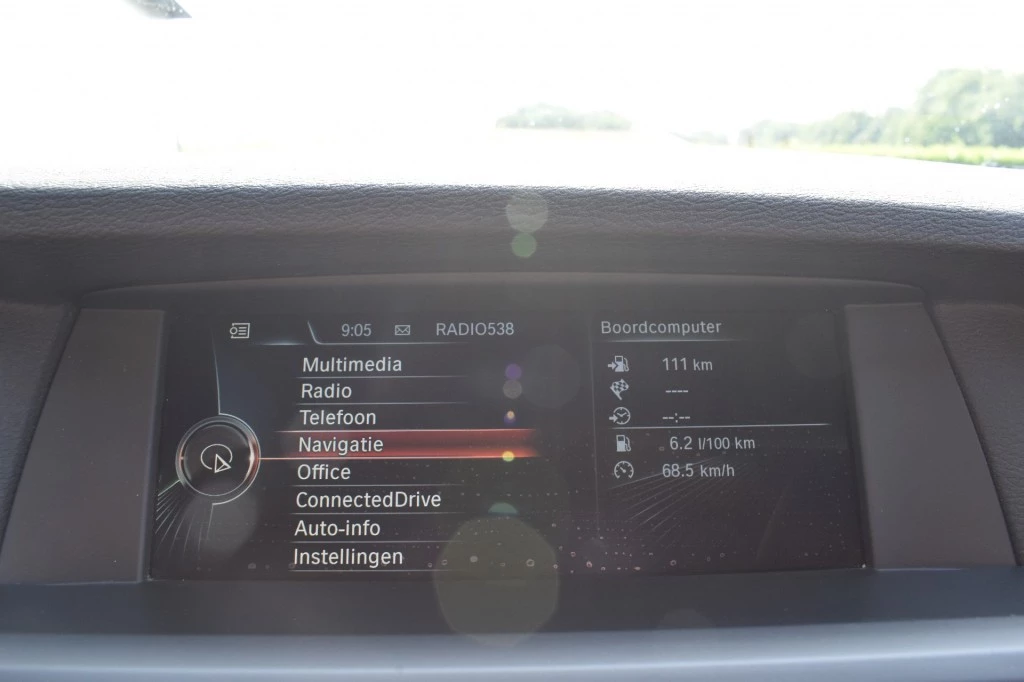 9:05 RADIO538
Multimedia
Radio
Telefoon
Navigatie
Office
ConnectedDrive
Auto-info
Instellingen
Boordcomputer
111 km
----
--:--
6.2 l/100 km
68.5 km/h